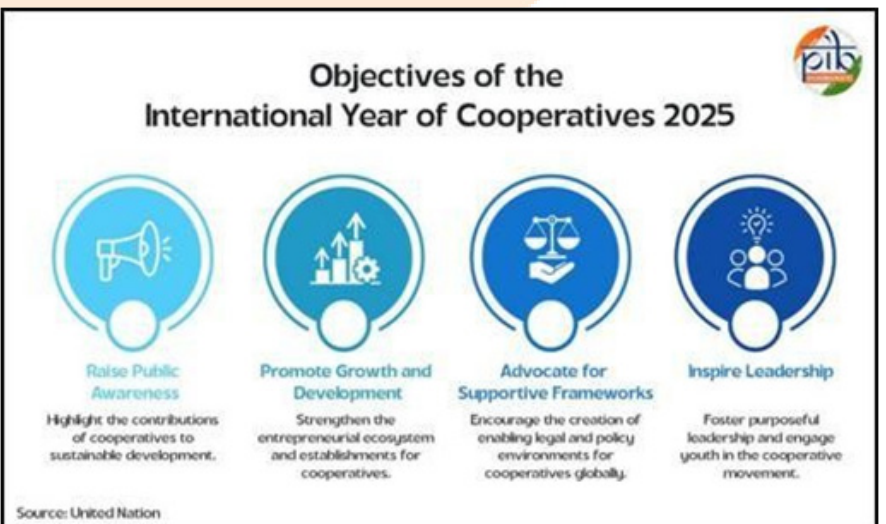 pib
Objectives of the
International Year of Cooperatives 2025
Raise Public
Awareness
Highlight the contributions
of cooperatives to
sustainable development.
Promote Growth and
Development
Strengthen the
entrepreneurial ecosystem
and establishments for
cooperatives.
Advocate for
Supportive Frameworks
Encourage the creation of
enabling legal and policy
environments for
cooperatives globally.
Inspire Leadership
Foster purposeful
leadership and engage
youth in the cooperative
movement.
Source: United Nation